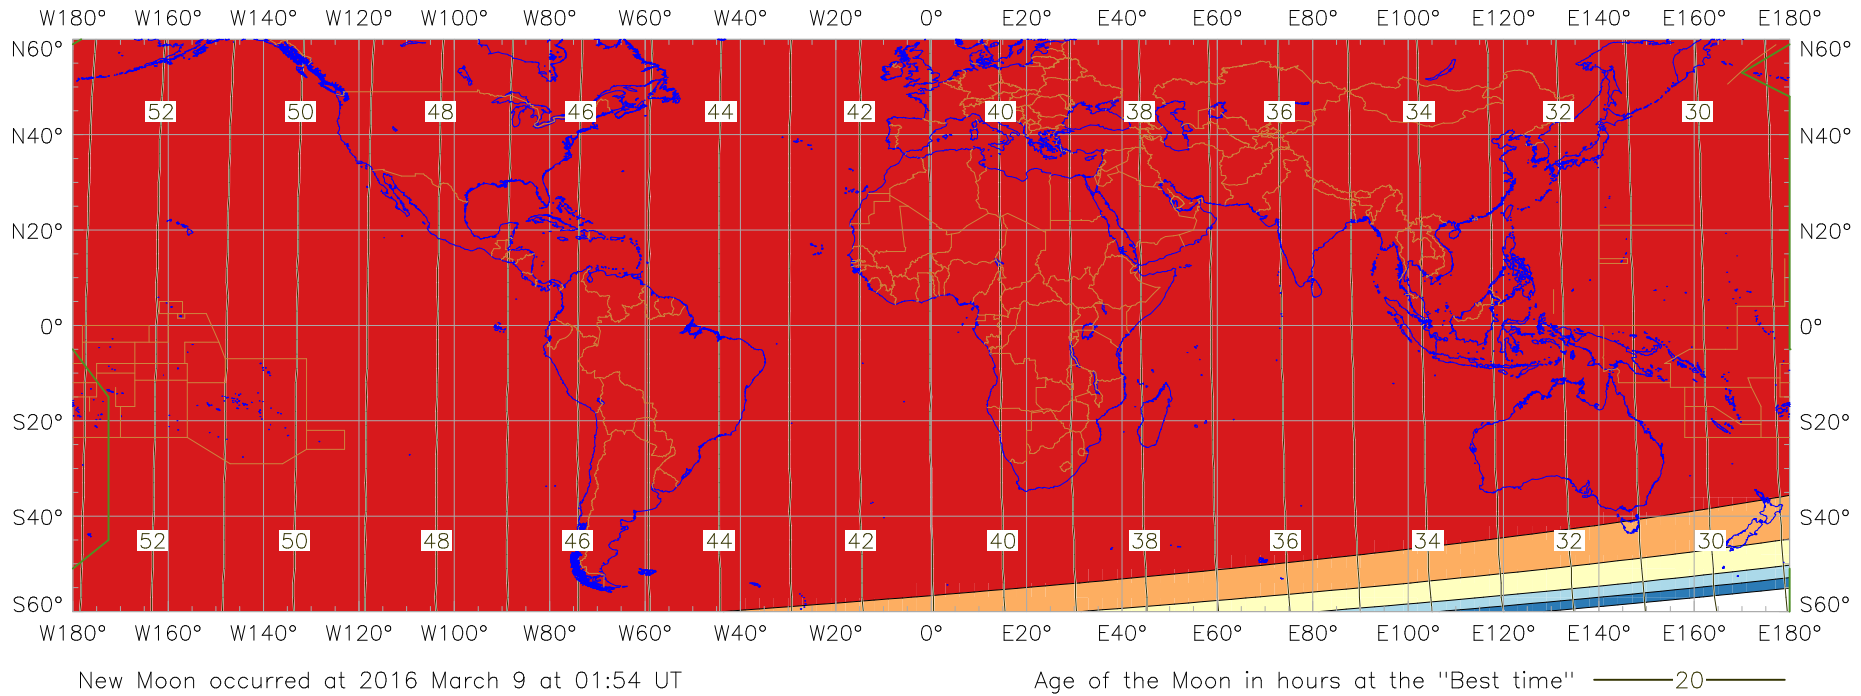 W180° W160° W140° W120° W100° W80° W60° W40° W20° 0° E20° E40° E60° E80° E100° E120° E140° E160° E180°
N60° N60°
52 50 48 46 44 42 40 38 36 34 32 30
N40° N40°
N20° N20°
0° 0°
S20° S20°
S40° S40°
52 50 48 46 44 42 40 38 36 34 32 30
S60° S60°
W180° W160° W140° W120° W100° W80° W60° W40° W20° 0° E20° E40° E60° E80° E100° E120° E140° E160° E180°
New Moon occurred at 2016 March 9 at 01:54 UT Age of the Moon in hours at the "Best time" 20